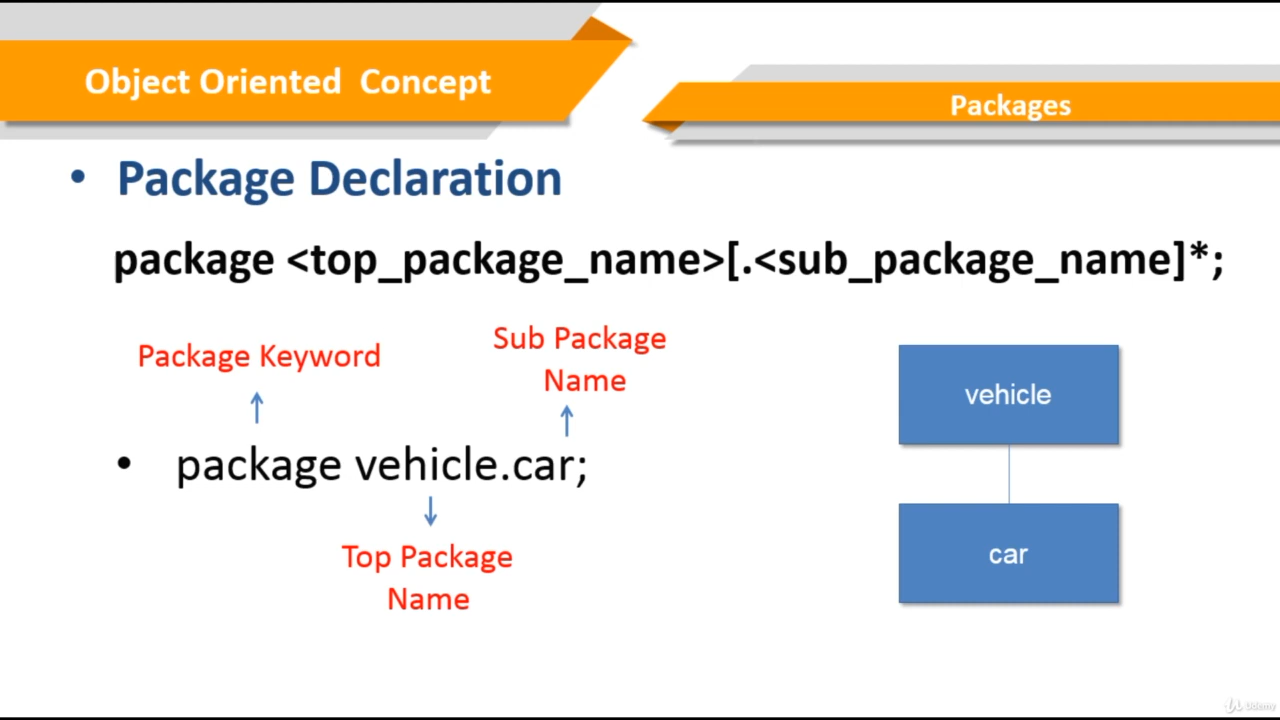 Object Oriented Concept
Packages
• Package Declaration
package <top_package_name>[.<sub_package_name]*;
Package Keyword
Sub Package
Name
• package vehicle.car;
Top Package
Name
vehicle
car
Udemy